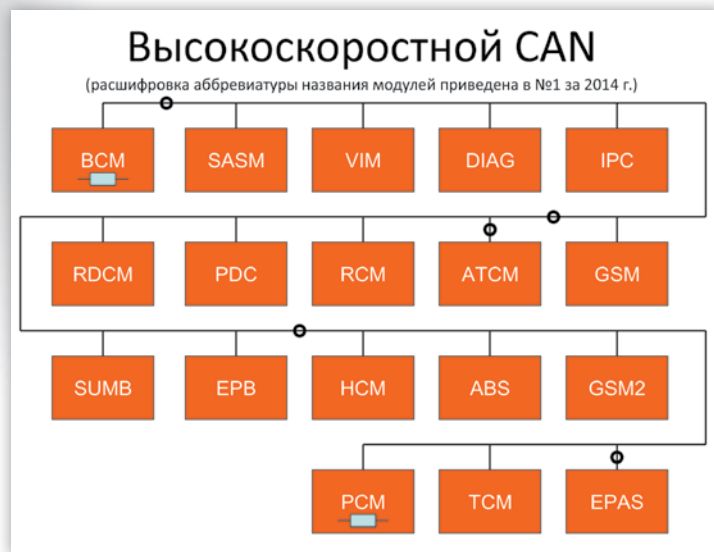 Высокоскоростной CAN
(расшифровка аббревиатуры названия модулей приведена в №1 за 2014 г.)
BCM SASM VIM DIAG IPC
RDCM PDC RCM ATCM GSM
SUMB EPB HCM ABS GSM2
PCM TCM EPAS